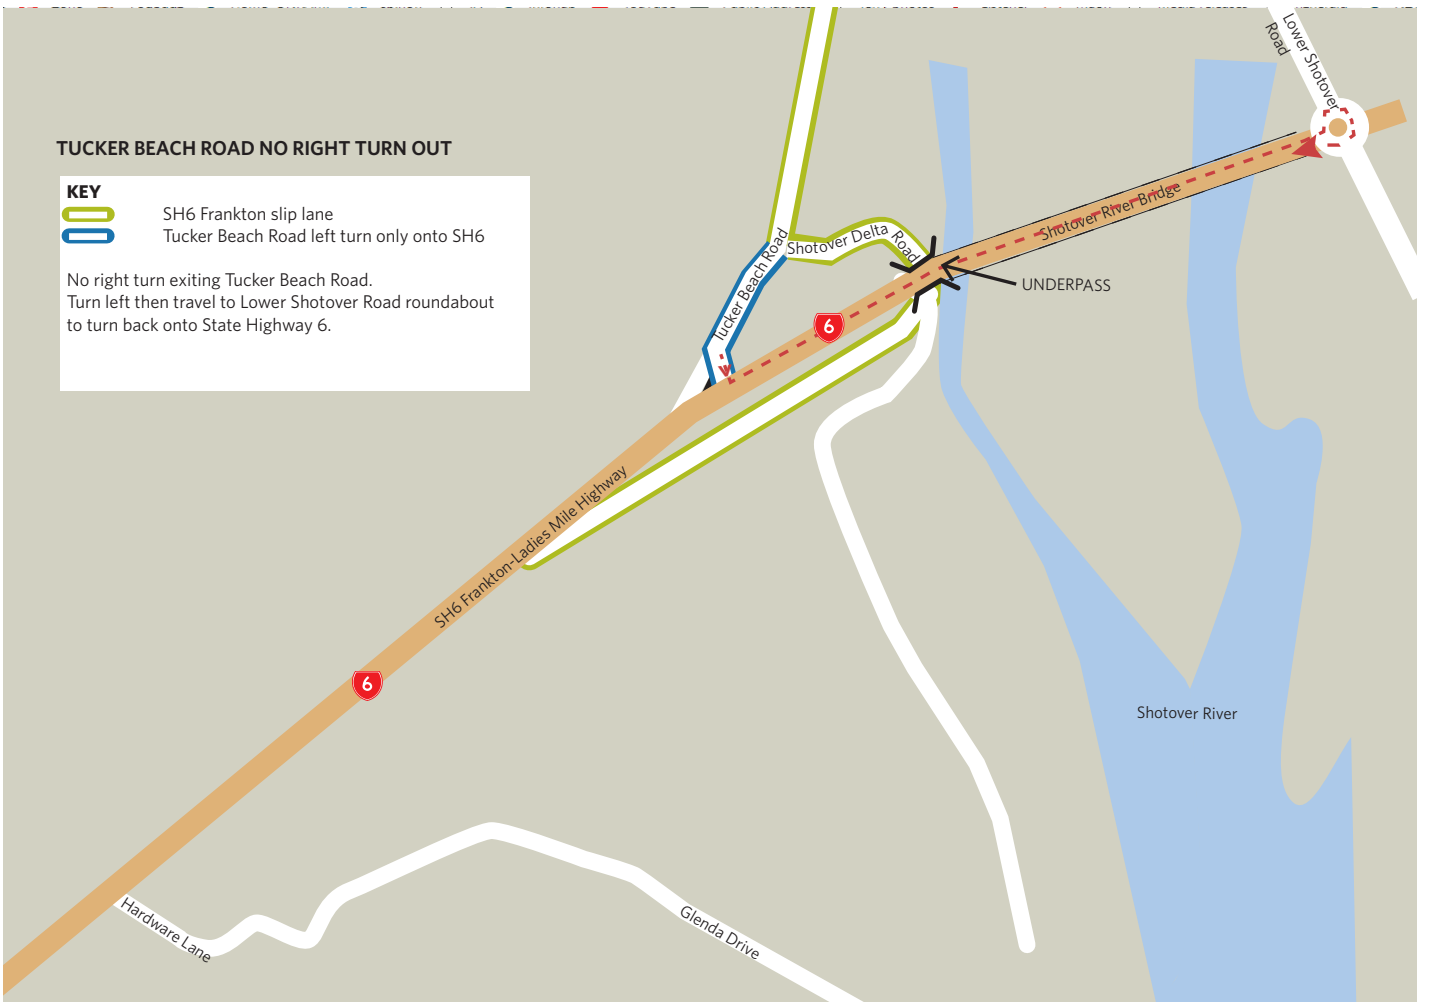 TUCKER BEACH ROAD NO RIGHT TURN OUT
KEY
SH6 Frankton slip lane
Tucker Beach Road left turn only onto SH6
No right turn exiting Tucker Beach Road.
Turn left then travel to Lower Shotover Road roundabout
to turn back onto State Highway 6.
Lower Shotover
Road
Shotover River Bridge
Shotover Delta
Road
Tucker Beach Road
UNDERPASS
6
SH6 Frankton-Ladies Mile Highway
6
Shotover River
Hardware Lane
Glenda Drive